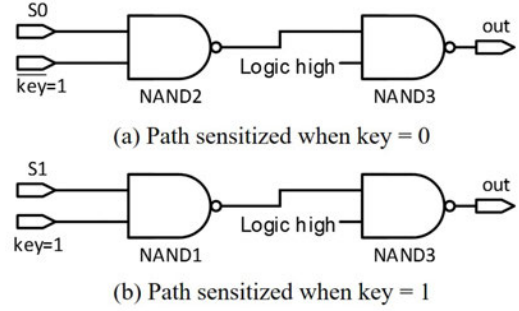 S0
out
Logic high
key=1
NAND2
NAND3
(a) Path sensitized when key = 0
S1
out
Logic high
key=1
NAND1
NAND3
(b) Path sensitized when key = 1